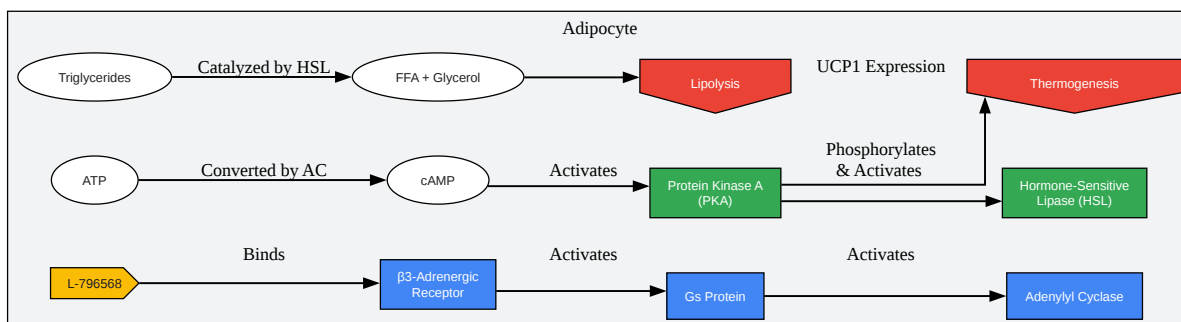 Adipocyte
Triglycerides
Catalyzed by HSL
FFA + Glycerol
Lipolysis
UCP1 Expression
Thermogenesis
ATP
Converted by AC
cAMP
Activates
Protein Kinase A
(PKA)
Phosphorylates
& Activates
Hormone-Sensitive
Lipase (HSL)
L-796568
Binds
β3-Adrenergic
Receptor
Activates
Gs Protein
Activates
Adenylyl Cyclase